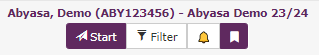 Abyasa, Demo (ABY123456) - Abyasa Demo 23/24
Start Filter